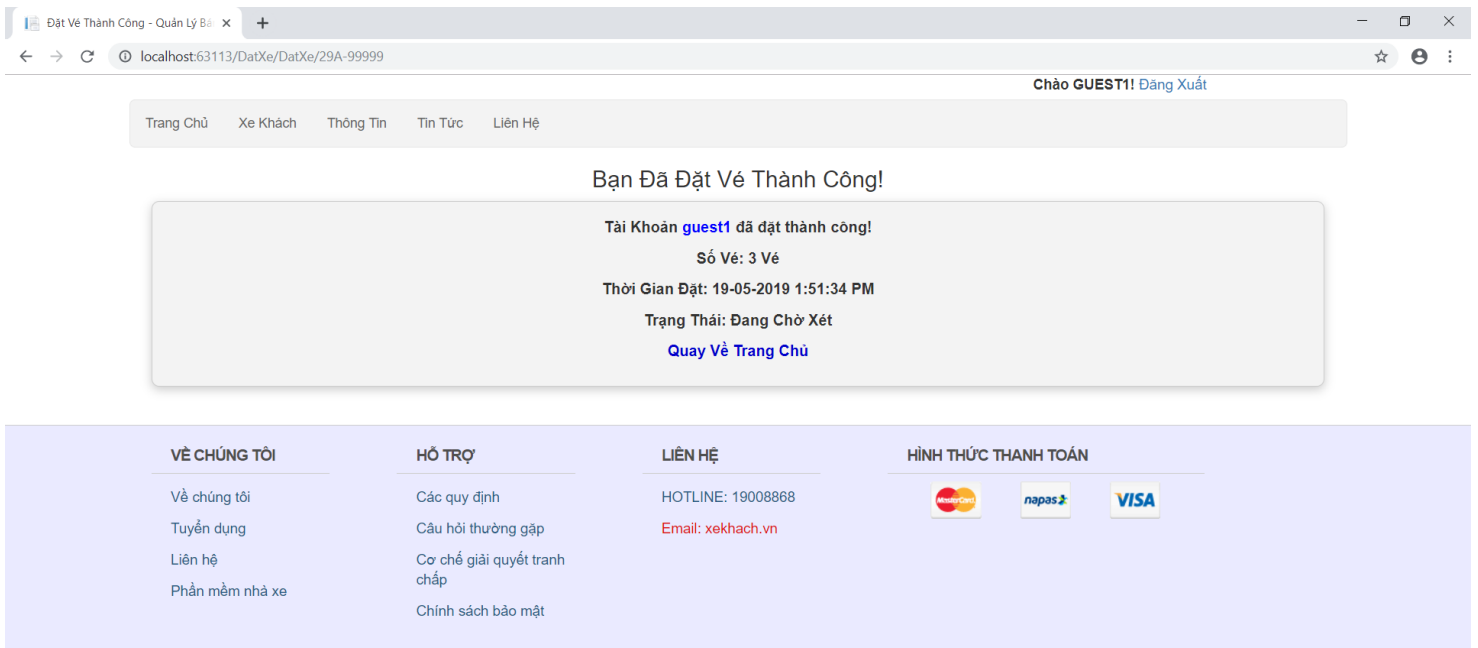 Đặt Vé Thành Công - Quản Lý Bá
localhost:63113/DatXe/DatXe/29A-99999
Chào GUEST1! Đăng Xuất
Trang Chủ Xe Khách Thông Tin Tin Tức Liên Hệ
Bạn Đã Đặt Vé Thành Công!
Tài Khoản guest1 đã đặt thành công!
Số Vé: 3 Vé
Thời Gian Đặt: 19-05-2019 1:51:34 PM
Trạng Thái: Đang Chờ Xét
Quay Về Trang Chủ
VỀ CHÚNG TÔI
Về chúng tôi
Tuyển dụng
Liên hệ
Phần mềm nhà xe
HỖ TRỢ
Các quy định
Câu hỏi thường gặp
Cơ chế giải quyết tranh
chấp
Chính sách bảo mật
LIÊN HỆ
HOTLINE: 19008868
Email: xekhach.vn
HÌNH THỨC THANH TOÁN
MasterCard napas VISA